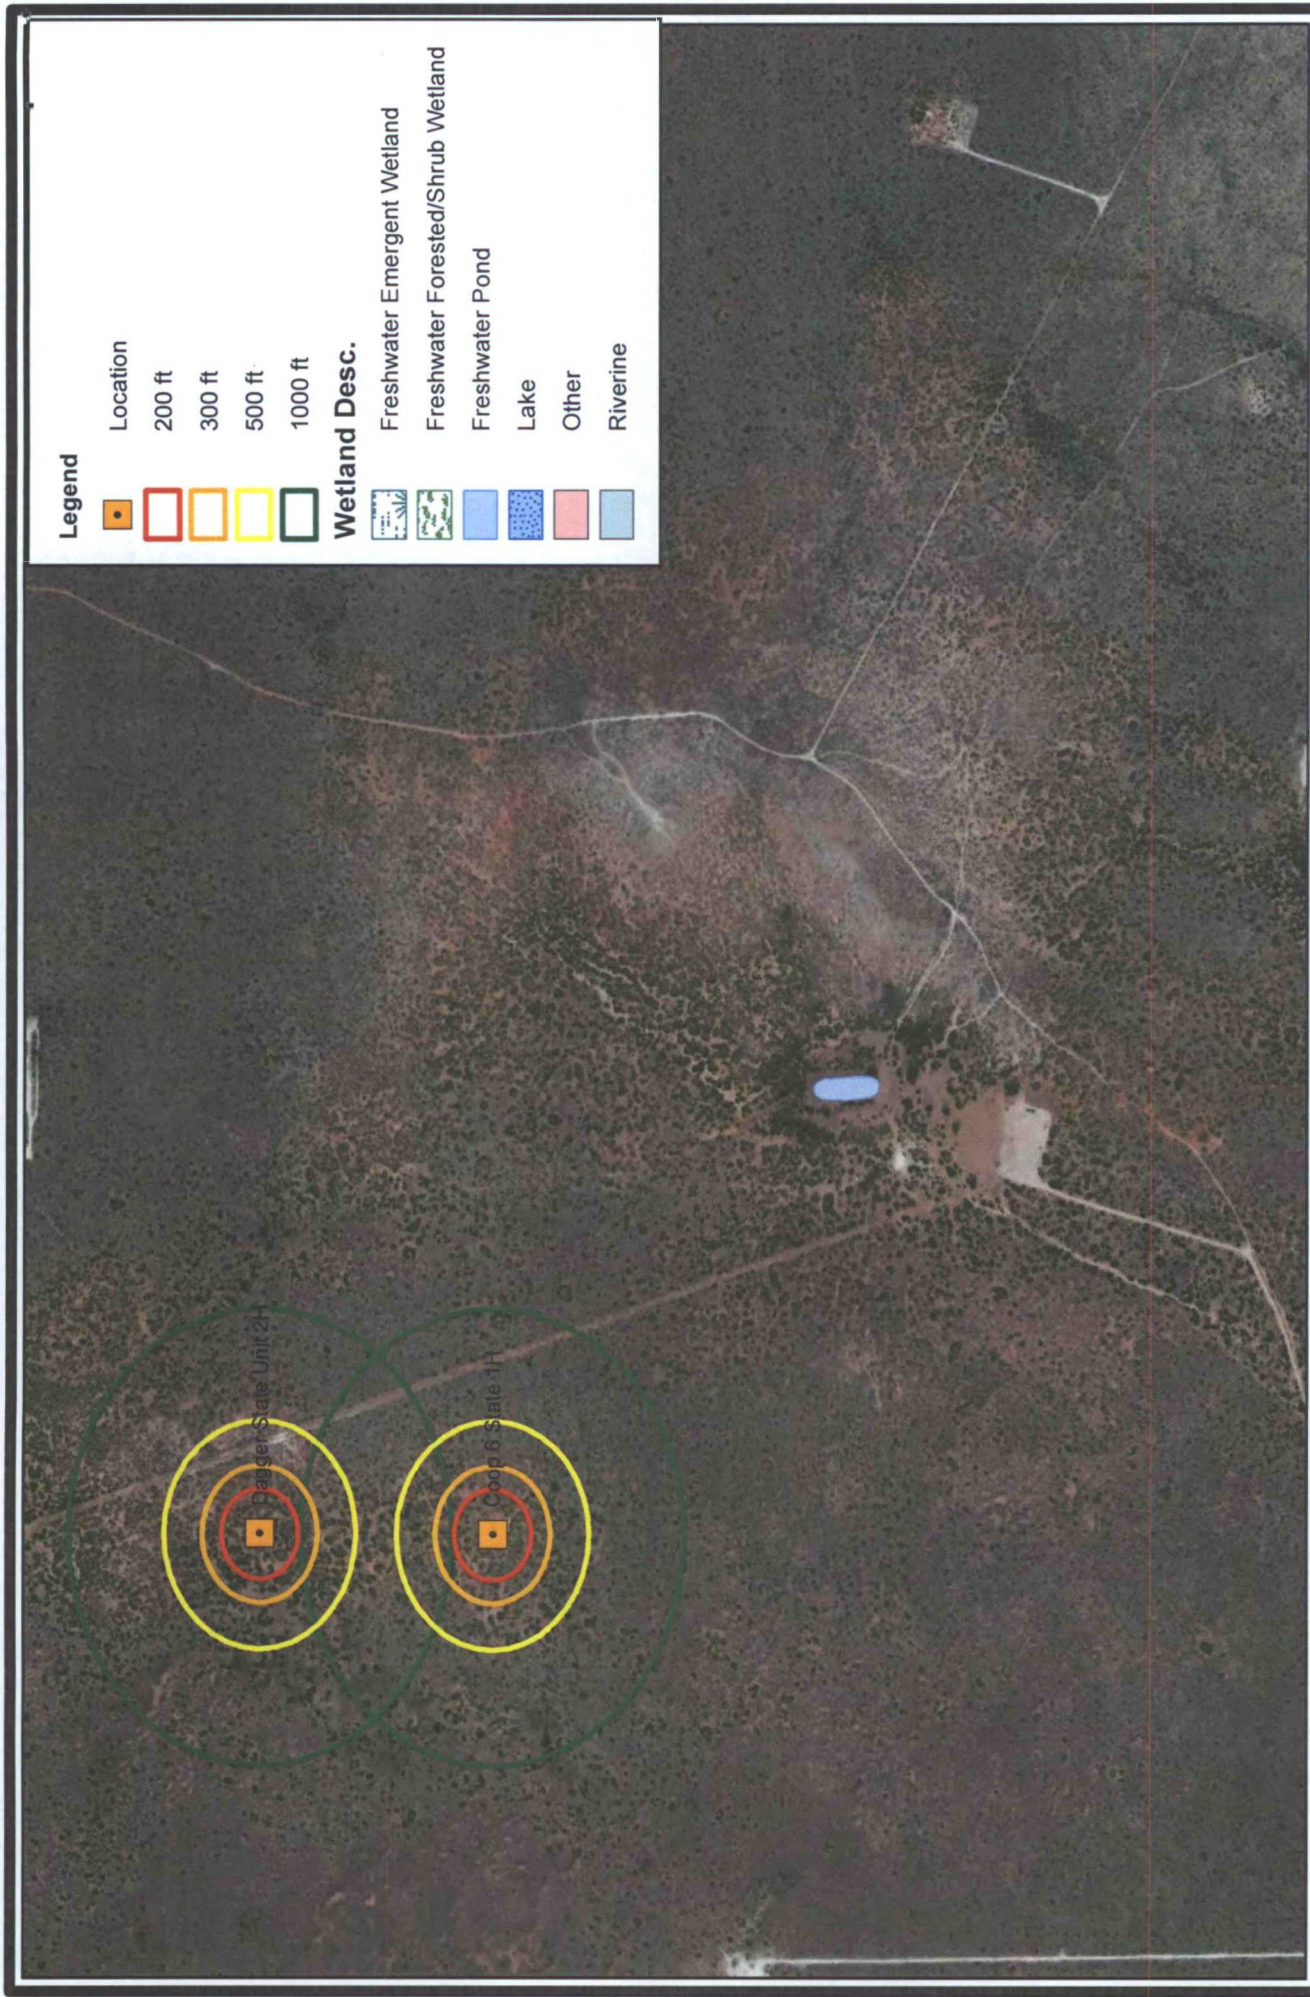 Legend
Location
200 ft
300 ft
500 ft
1000 ft
Wetland Desc.
Freshwater Emergent Wetland
Freshwater Forested/Shrub Wetland
Freshwater Pond
Lake
Other
Riverine
Danger State Unit 2H
Coop 6 State 1H